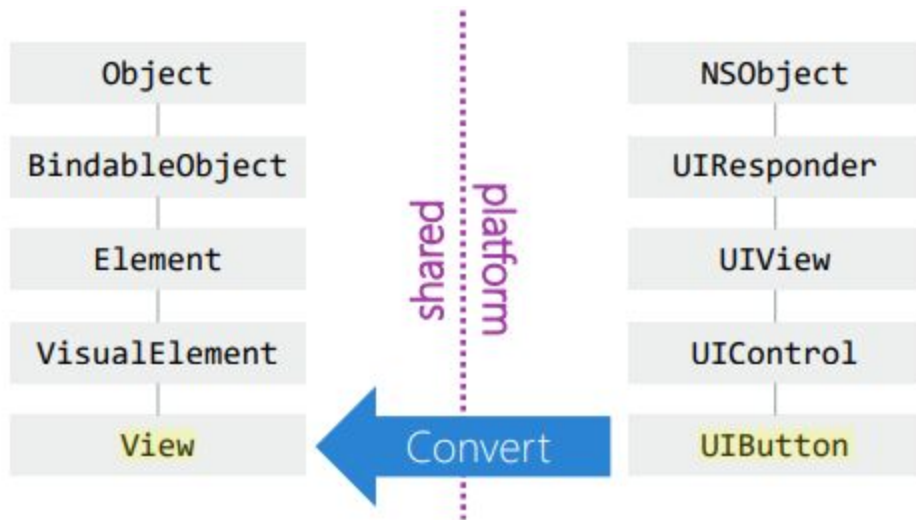 Object
BindableObject
Element
VisualElement
View
shared
platform
Convert
NSObject
UIResponder
UIView
UIControl
UIButton